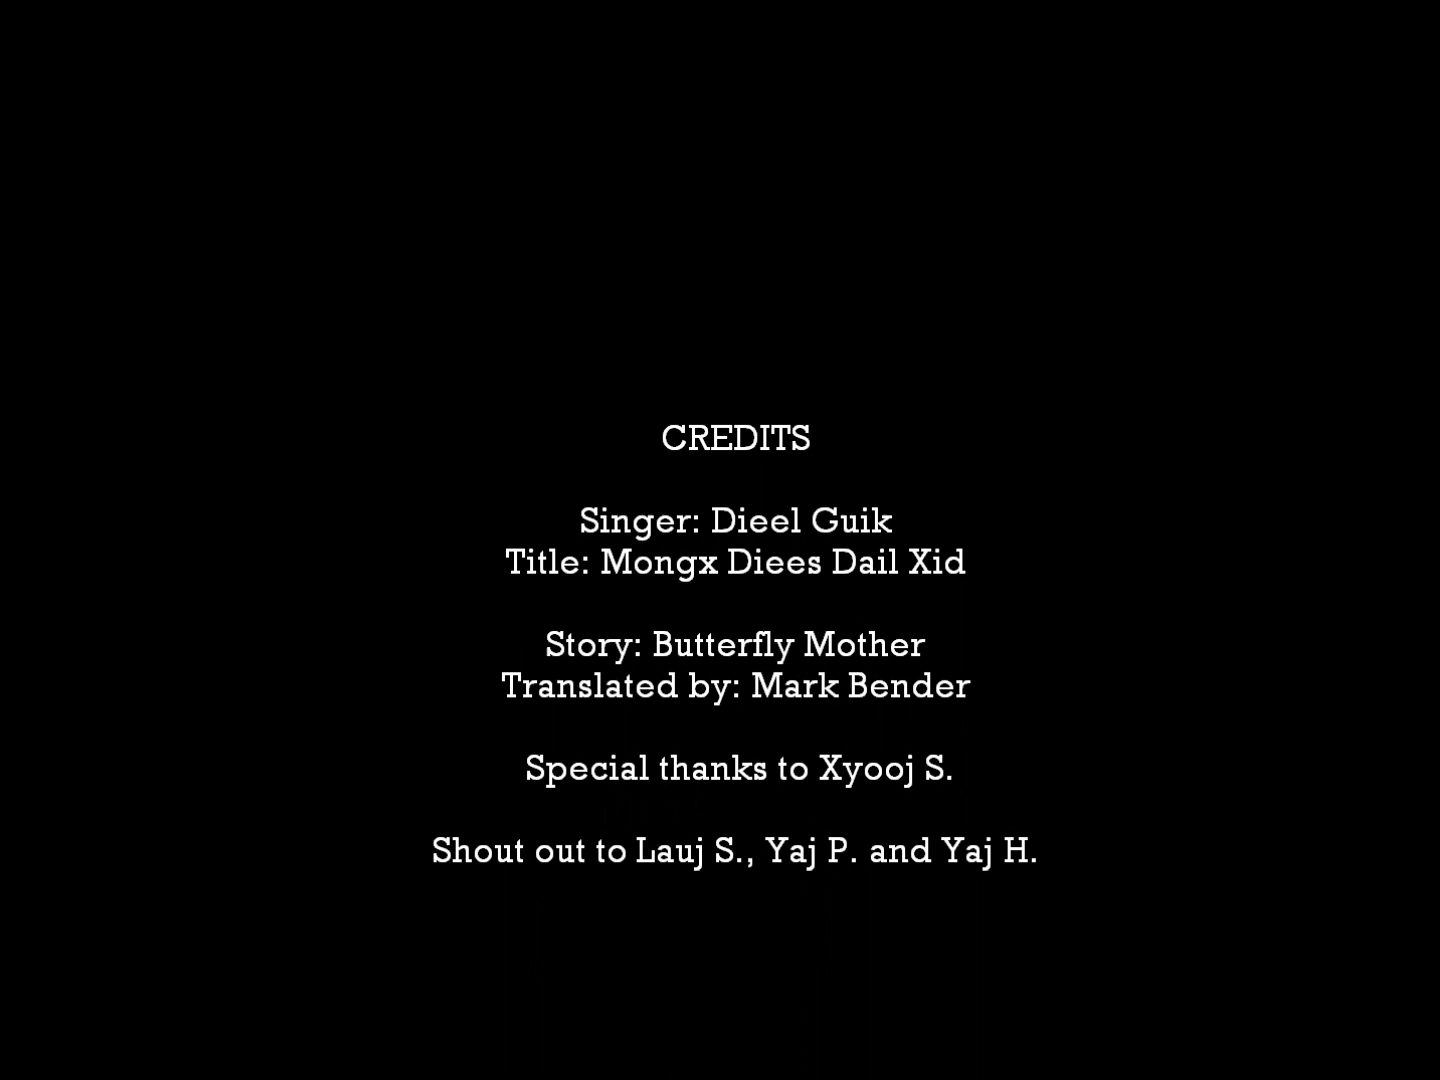 CREDITS
Singer: Dieel Guik
Title: Mongx Diees Dail Xid
Story: Butterfly Mother
Translated by: Mark Bender
Special thanks to Xyooj S.
Shout out to Lauj S., Yaj P. and Yaj H.